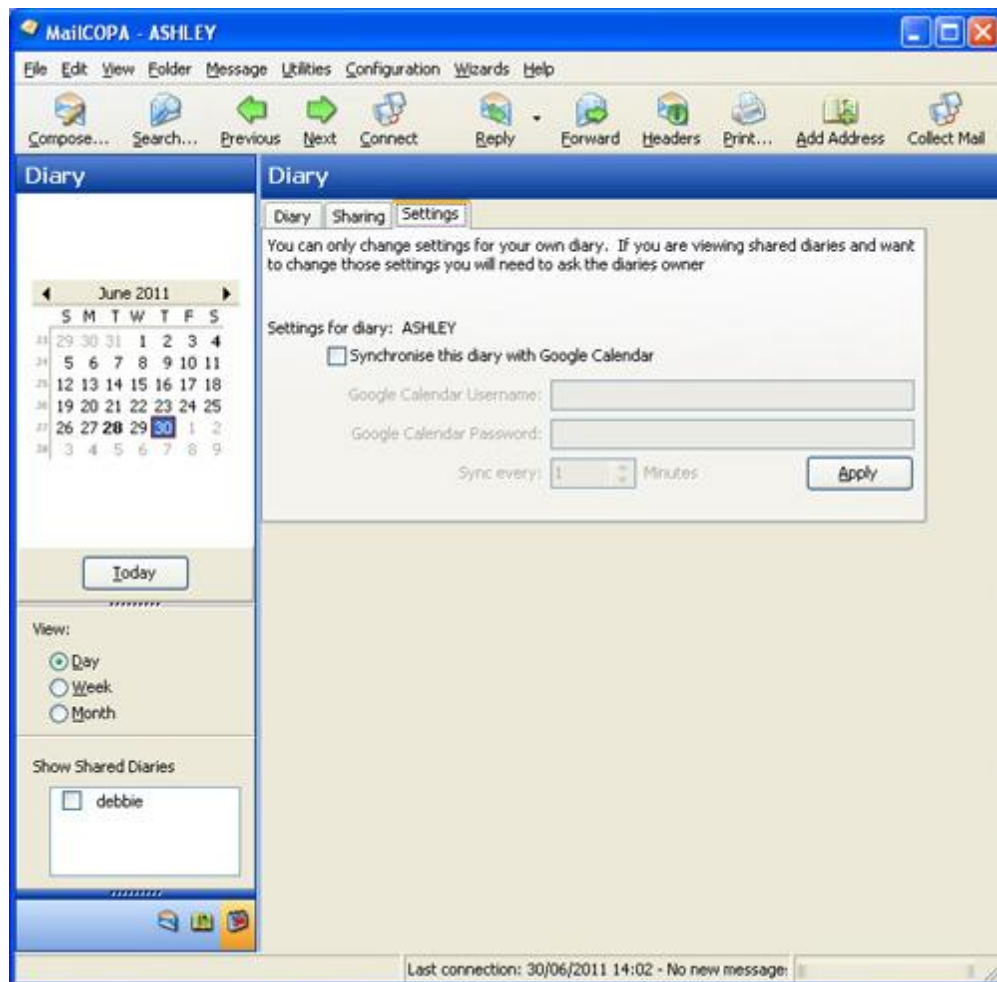 MailCOPA - ASHLEY
File Edit View Folder Message Utilities Configuration Wizards Help
Compose... Search... Previous Next Connect Reply Forward Headers Print... Add Address Collect Mail
Diary
June 2011
S M T W T F S
29 30 31 1 2 3 4
24 5 6 7 8 9 10 11
25 12 13 14 15 16 17 18
26 19 20 21 22 23 24 25
27 26 27 28 29 30 1 2
28 3 4 5 6 7 8 9
Today
View:
Day
Week
Month
Show Shared Diaries
debbie
Diary
Diary Sharing Settings
You can only change settings for your own diary. If you are viewing shared diaries and want
to change those settings you will need to ask the diaries owner
Settings for diary: ASHLEY
Synchronise this diary with Google Calendar
Google Calendar Username:
Google Calendar Password:
Sync every: 1 Minutes Apply
Last connection: 30/06/2011 14:02 - No new message